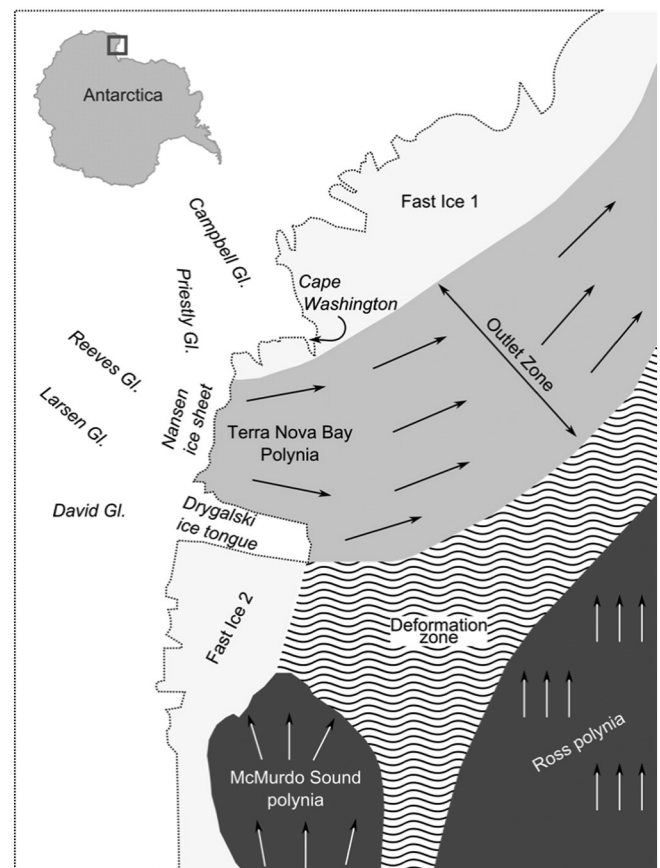 Antarctica
Campbell Gl.
Fast Ice 1
Priestly Gl.
Cape
Washington
Reeves Gl.
Outlet Zone
Larsen Gl.
Nansen
ice sheet
Terra Nova Bay
Polynia
David Gl.
Drygalski
ice tongue
Fast Ice 2
Deformation
zone
Ross polynia
McMurdo Sound
polynia